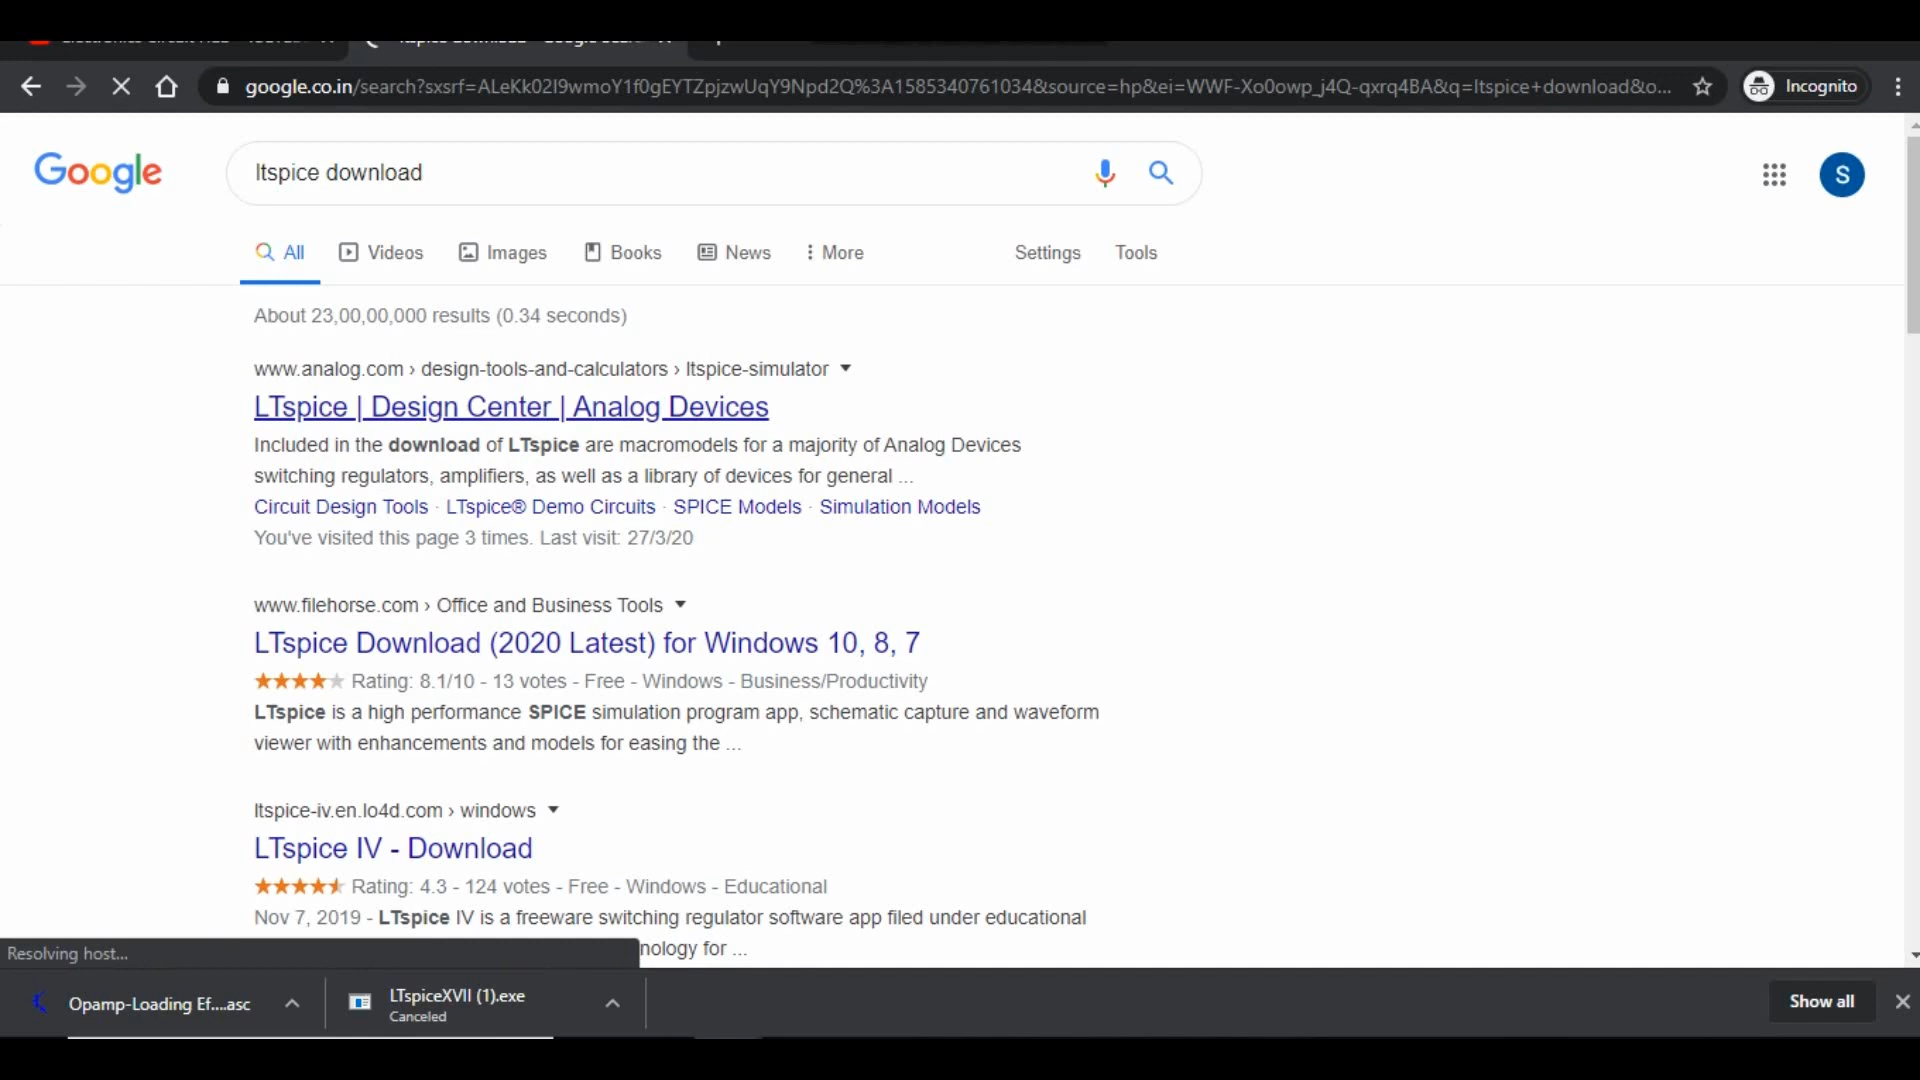 google.co.in/search?sxsrf=ALeKk02I9wmoY1f0gEYTZpjzwUqY9Npd2Q%3A1585340761034&source=hp&ei=WWF-Xo0owp_j4Q-qxrq4BA&q=ltspice+download&o...
Incognito
Google
ltspice download
S
All
Videos
Images
Books
News
More
Settings
Tools
About 23,00,00,000 results (0.34 seconds)
www.analog.com › design-tools-and-calculators › ltspice-simulator
LTspice | Design Center | Analog Devices
Included in the download of LTspice are macromodels for a majority of Analog Devices
switching regulators, amplifiers, as well as a library of devices for general ...
Circuit Design Tools · LTspice® Demo Circuits · SPICE Models · Simulation Models
You've visited this page 3 times. Last visit: 27/3/20
www.filehorse.com › Office and Business Tools
LTspice Download (2020 Latest) for Windows 10, 8, 7
Rating: 8.1/10 - 13 votes - Free - Windows - Business/Productivity
LTspice is a high performance SPICE simulation program app, schematic capture and waveform
viewer with enhancements and models for easing the ...
ltspice-iv.en.lo4d.com › windows
LTspice IV - Download
Rating: 4.3 - 124 votes - Free - Windows - Educational
Nov 7, 2019 - LTspice IV is a freeware switching regulator software app filed under educational
nology for ...
Resolving host...
Opamp-Loading Ef....asc
LTspiceXVII (1).exe
Canceled
Show all